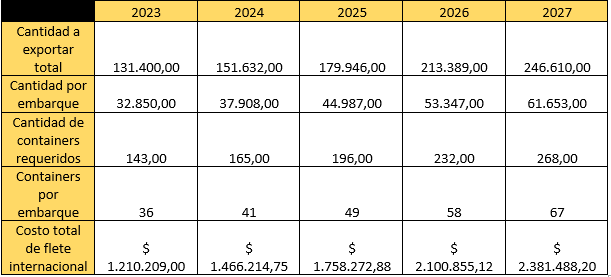 2023 2024 2025 2026 2027
Cantidad a
exportar
total 131.400,00 151.632,00 179.946,00 213.389,00 246.610,00
Cantidad por
embarque 32.850,00 37.908,00 44.987,00 53.347,00 61.653,00
Cantidad de
containers
requeridos 143,00 165,00 196,00 232,00 268,00
Containers
por
embarque 36 41 49 58 67
Costo total
de flete $ $ $ $ $
internacional 1.210.209,00 1.466.214,75 1.758.272,88 2.100.855,12 2.381.488,20